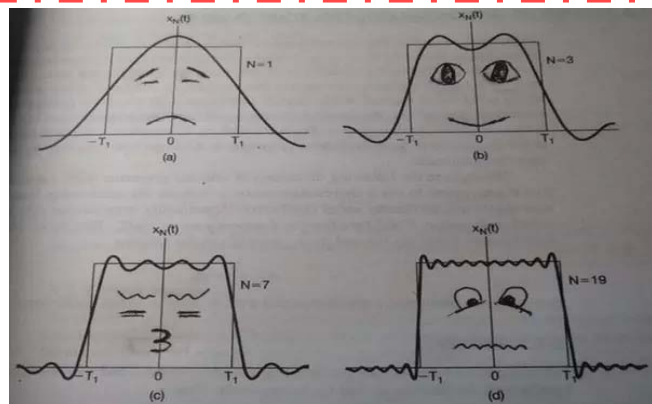 x_N(t)
N=1
−T₁ 0 T₁
(a)
x_N(t)
N=3
−T₁ 0 T₁
(b)
x_N(t)
N=7
−T₁ 0 T₁
(c)
x_N(t)
N=19
−T₁ 0 T₁
(d)